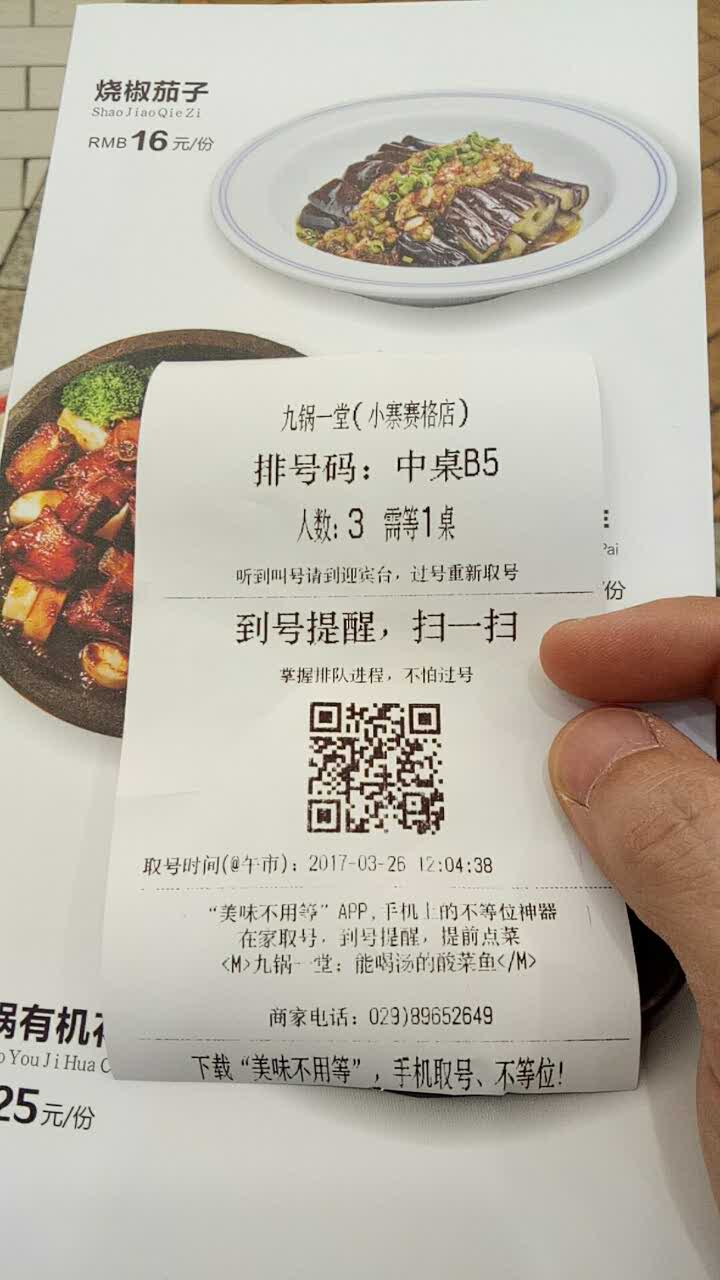 烧椒茄子
ShaoJiaoQieZi
RMB 16 元/份
九锅一堂(小寨赛格店)
排号码：中桌B5
人数: 3 需等1桌
听到叫号请到迎宾台，过号重新取号
到号提醒，扫一扫
掌握排队进程，不怕过号
取号时间(@午市)：2017-03-26 12:04:38
“美味不用等”APP,手机上的不等位神器
在家取号，到号提醒，提前点菜
<M>九锅一堂：能喝汤的酸菜鱼</M>
商家电话：029)89652649
下载“美味不用等”，手机取号、不等位!
Pai
/份
锅有机花
o YouJiHua C
25元/份